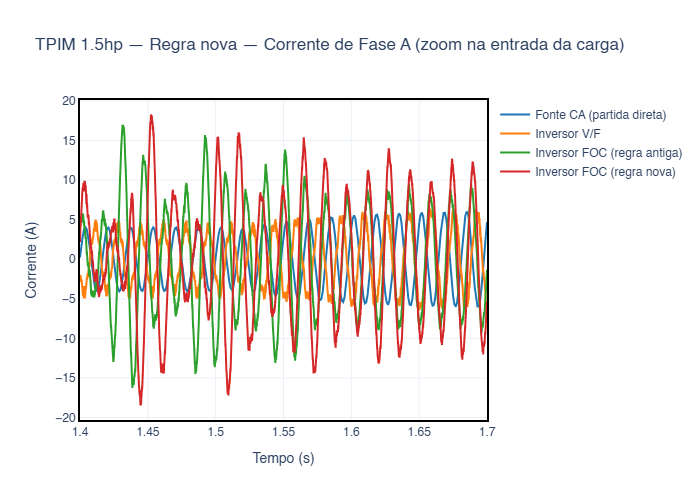 TPIM 1.5hp — Regra nova — Corrente de Fase A (zoom na entrada da carga)
Fonte CA (partida direta)
Inversor V/F
Inversor FOC (regra antiga)
Inversor FOC (regra nova)
Corrente (A)
20
15
10
5
0
−5
−10
−15
−20
1.4
1.45
1.5
1.55
1.6
1.65
1.7
Tempo (s)